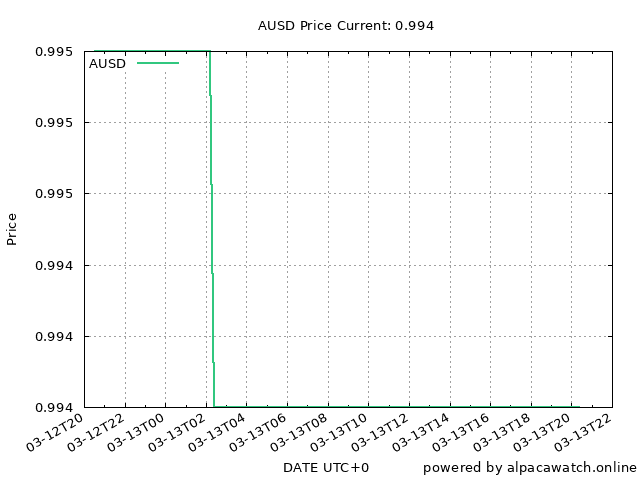 AUSD Price Current: 0.994
0.995
AUSD
0.995
0.995
Price
0.994
0.994
0.994
03-12T20
03-12T22
03-13T00
03-13T02
03-13T04
03-13T06
03-13T08
03-13T10
03-13T12
03-13T14
03-13T16
03-13T18
03-13T20
03-13T22
DATE UTC+0
powered by alpacawatch.online